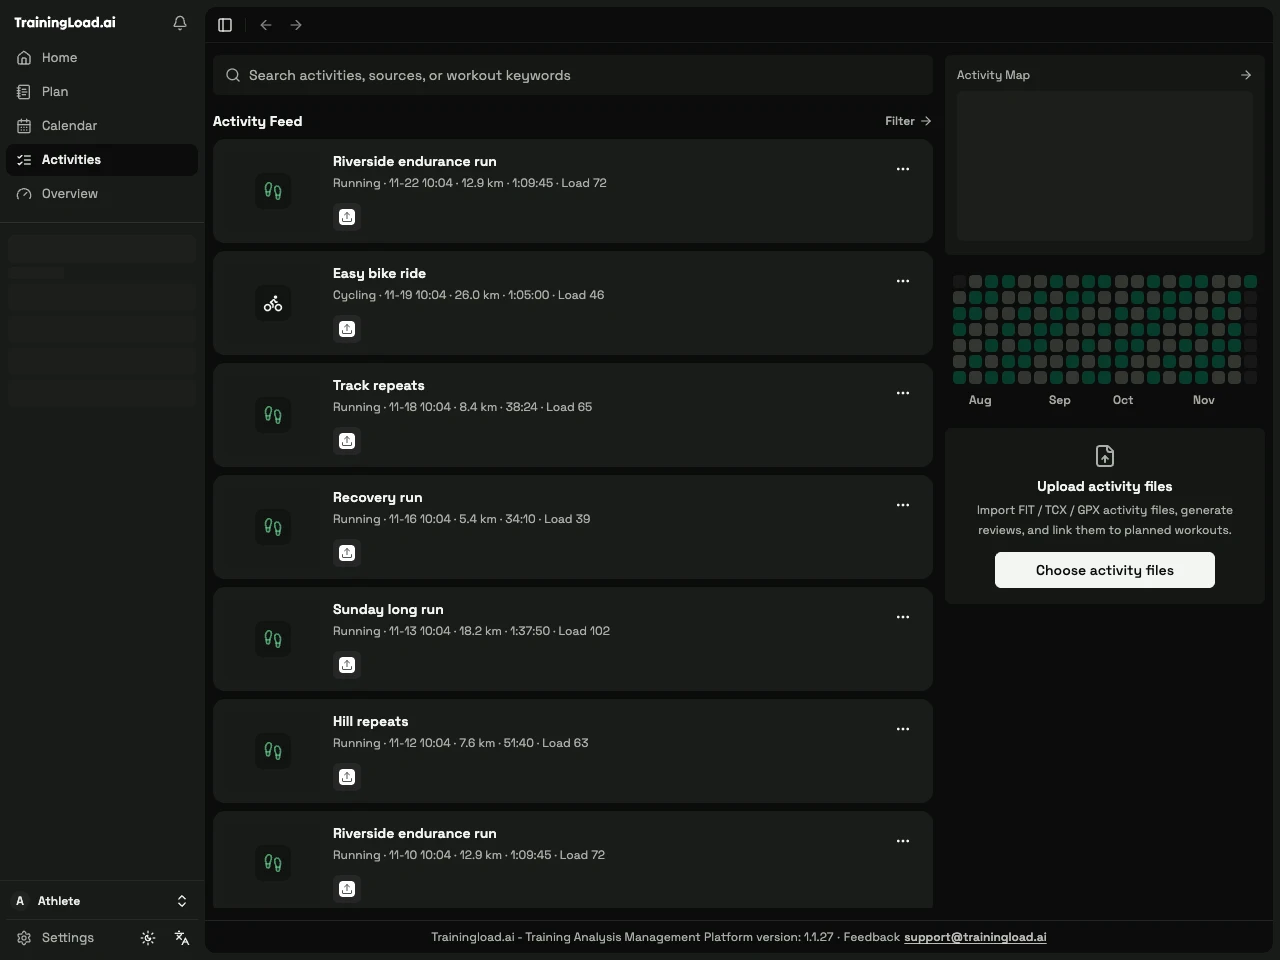 TrainingLoad.ai
Home
Plan
Calendar
Activities
Overview
A Athlete
Settings
Search activities, sources, or workout keywords
Activity Feed
Filter
Riverside endurance run
Running · 11-22 10:04 · 12.9 km · 1:09:45 · Load 72
Easy bike ride
Cycling · 11-19 10:04 · 26.0 km · 1:05:00 · Load 46
Track repeats
Running · 11-18 10:04 · 8.4 km · 38:24 · Load 65
Recovery run
Running · 11-16 10:04 · 5.4 km · 34:10 · Load 39
Sunday long run
Running · 11-13 10:04 · 18.2 km · 1:37:50 · Load 102
Hill repeats
Running · 11-12 10:04 · 7.6 km · 51:40 · Load 63
Riverside endurance run
Running · 11-10 10:04 · 12.9 km · 1:09:45 · Load 72
Activity Map
Aug Sep Oct Nov
Upload activity files
Import FIT / TCX / GPX activity files, generate
reviews, and link them to planned workouts.
Choose activity files
Trainingload.ai - Training Analysis Management Platform version: 1.1.27 · Feedback support@trainingload.ai